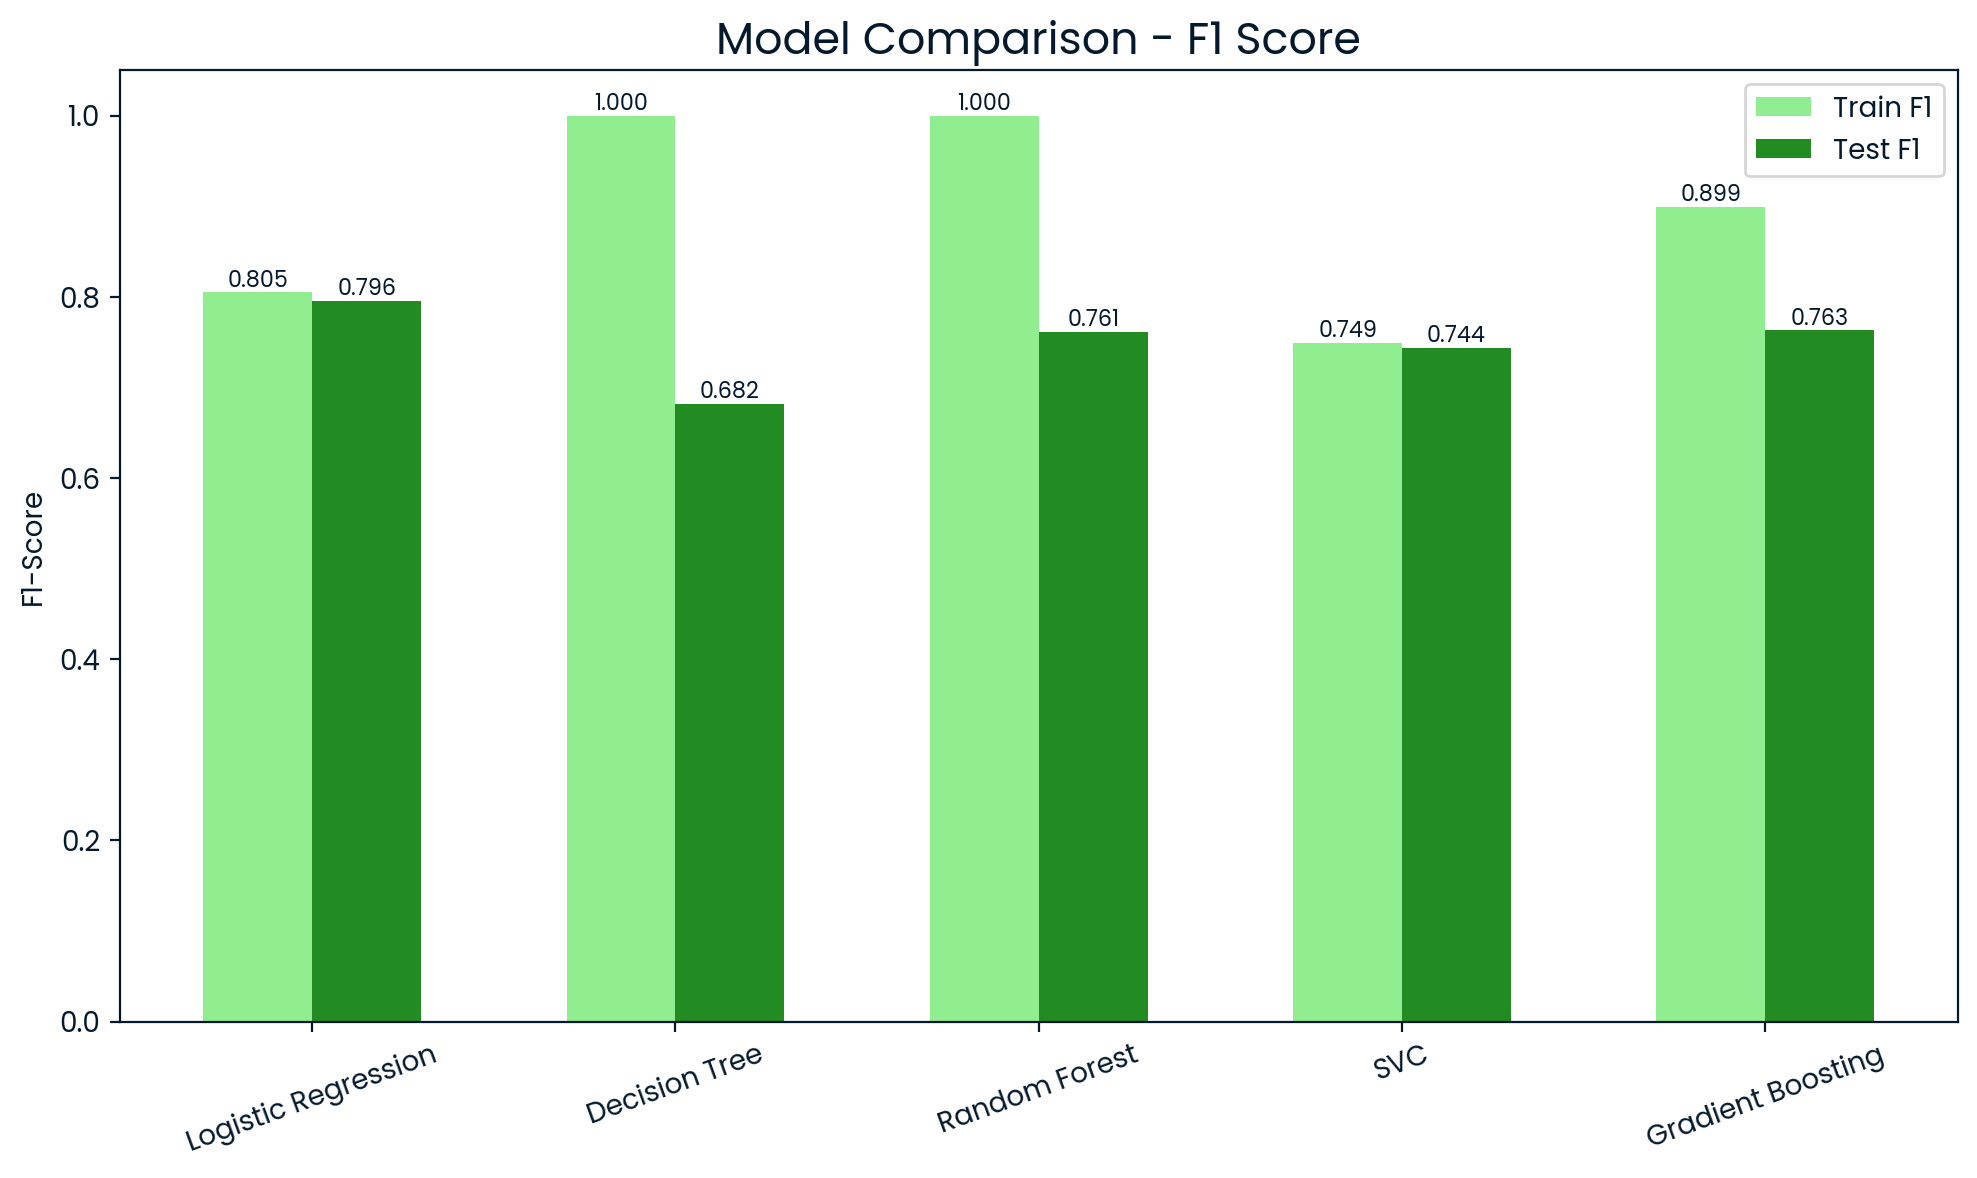 Model Comparison - F1 Score
1.0
0.8
0.6
0.4
0.2
0.0
F1-Score
Train F1
Test F1
0.805
0.796
1.000
0.682
1.000
0.761
0.749
0.744
0.899
0.763
Logistic Regression
Decision Tree
Random Forest
SVC
Gradient Boosting